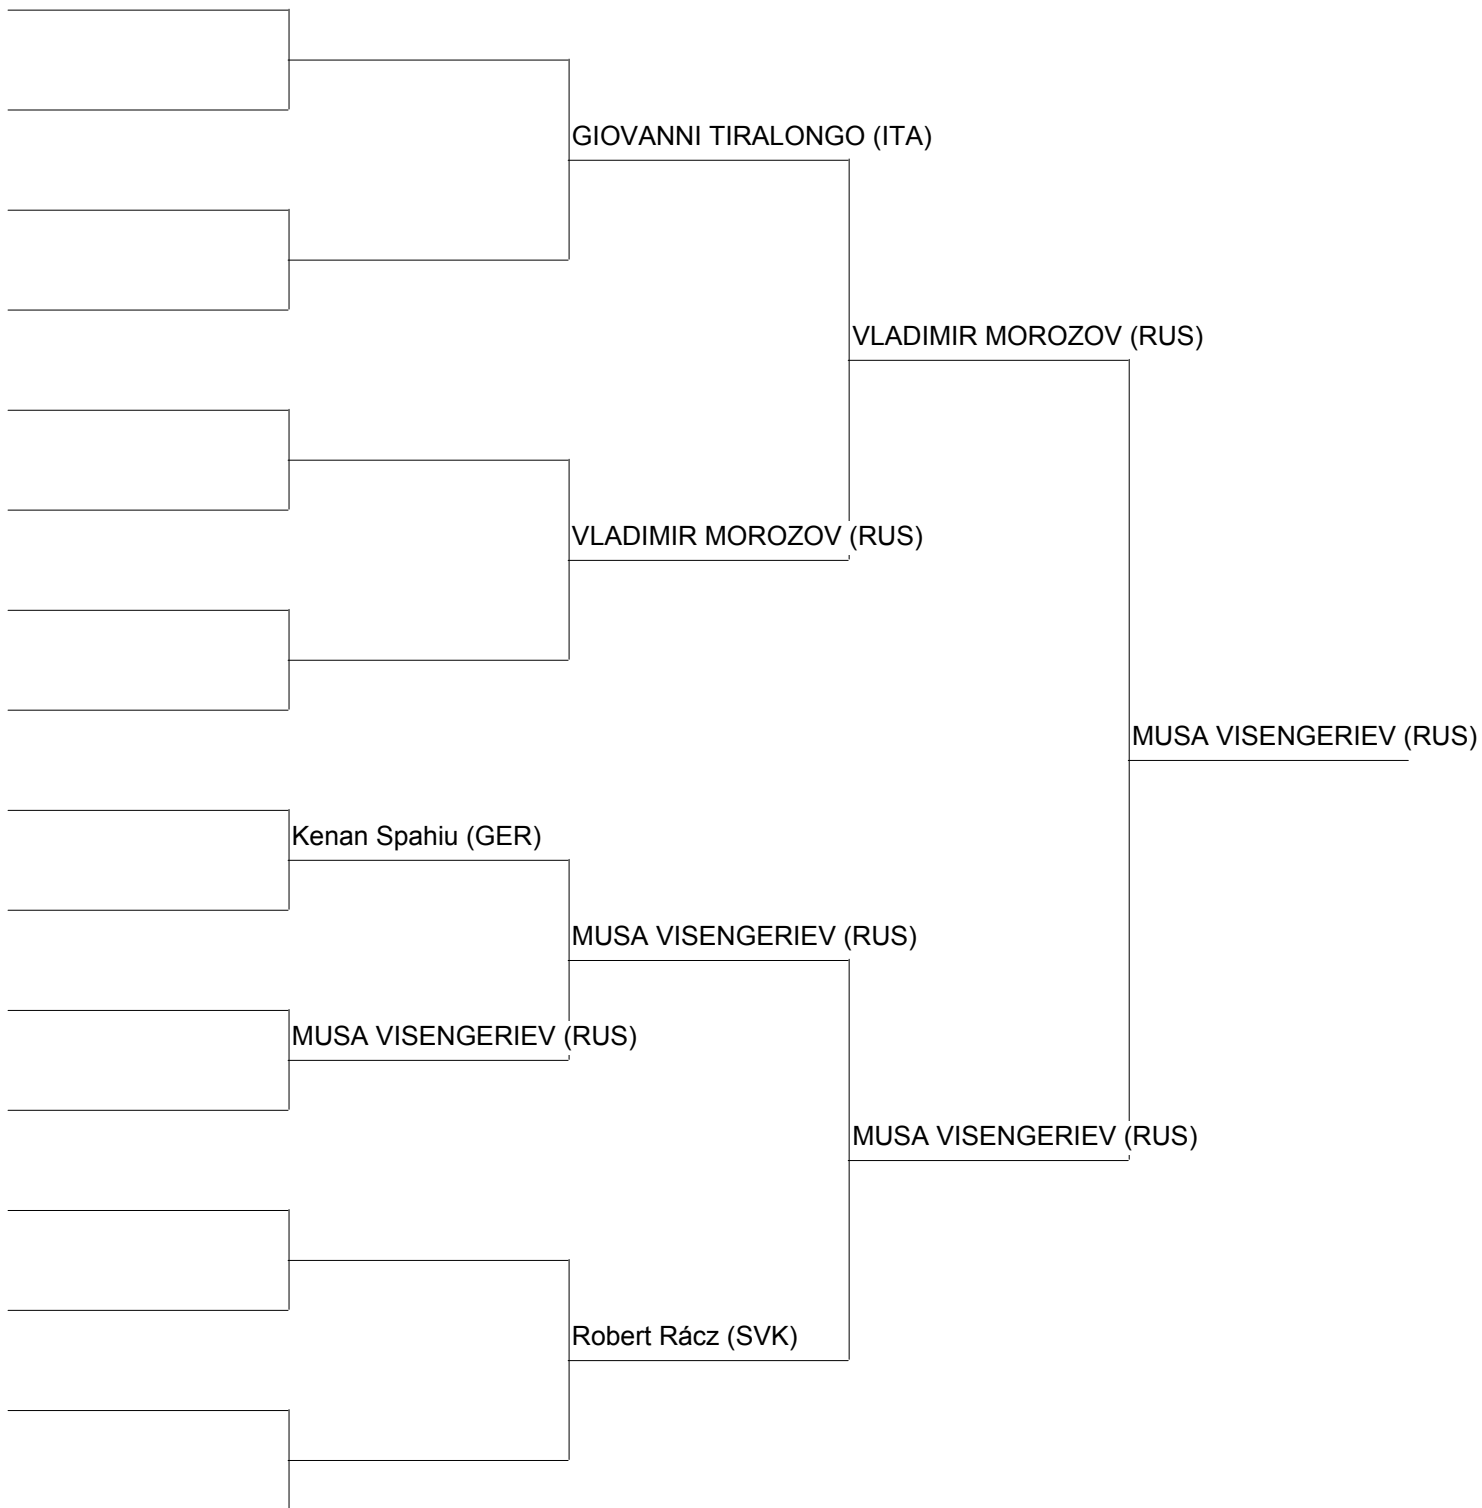 GIOVANNI TIRALONGO (ITA)
VLADIMIR MOROZOV (RUS)
VLADIMIR MOROZOV (RUS)
MUSA VISENGERIEV (RUS)
Kenan Spahiu (GER)
MUSA VISENGERIEV (RUS)
MUSA VISENGERIEV (RUS)
MUSA VISENGERIEV (RUS)
Robert Rácz (SVK)